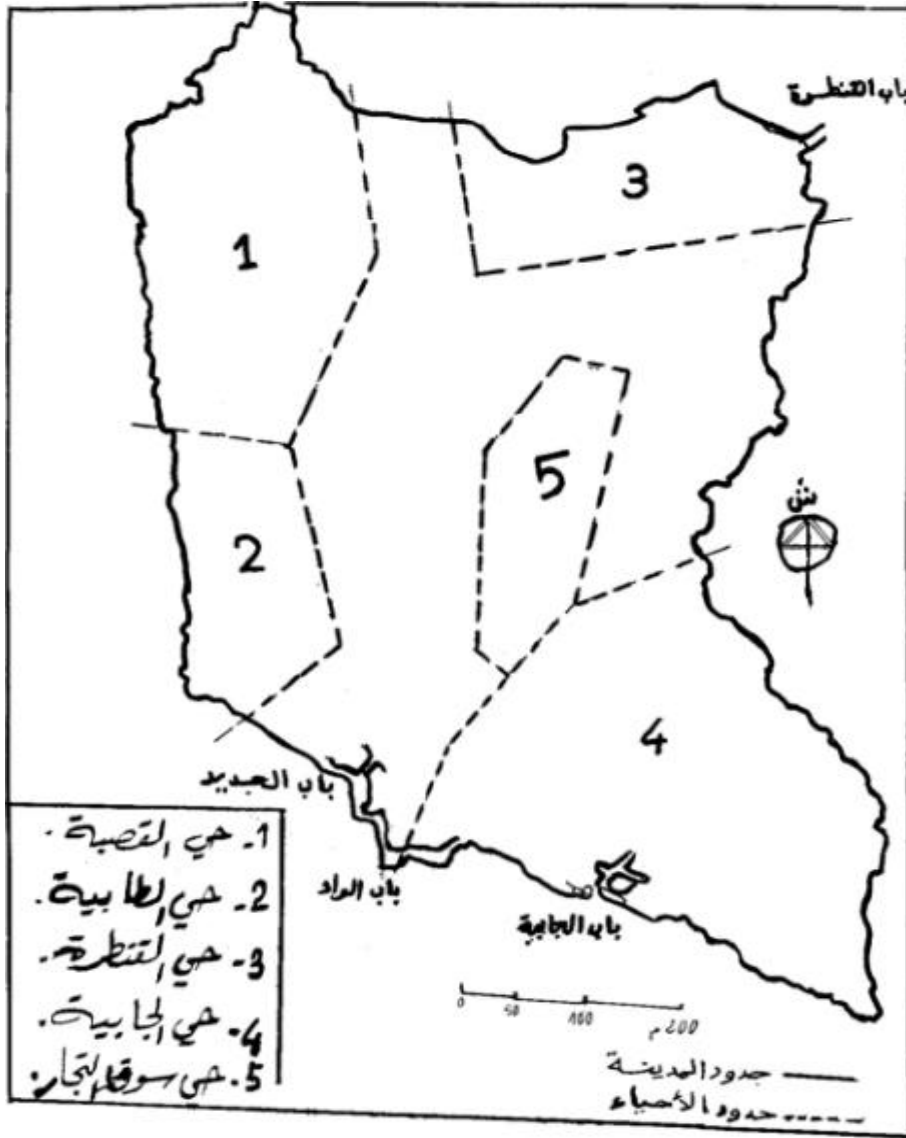 باب القنطرة
3
1
5
ش
2
4
باب الجديد
باب الواد
باب الجابية
1- حي القصبة.
2- حي الطابية.
3- حي القنطرة.
4- حي الجابية.
5- حي سوق التجار.
0 50 100 200م
حدود المدينة
حدود الأحياء